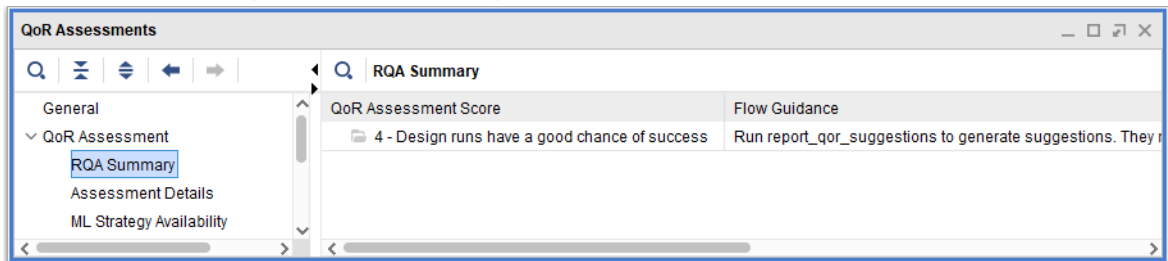 QoR Assessments
RQA Summary
General
QoR Assessment
RQA Summary
Assessment Details
ML Strategy Availability
QoR Assessment Score Flow Guidance
4 - Design runs have a good chance of success Run report_qor_suggestions to generate suggestions. They